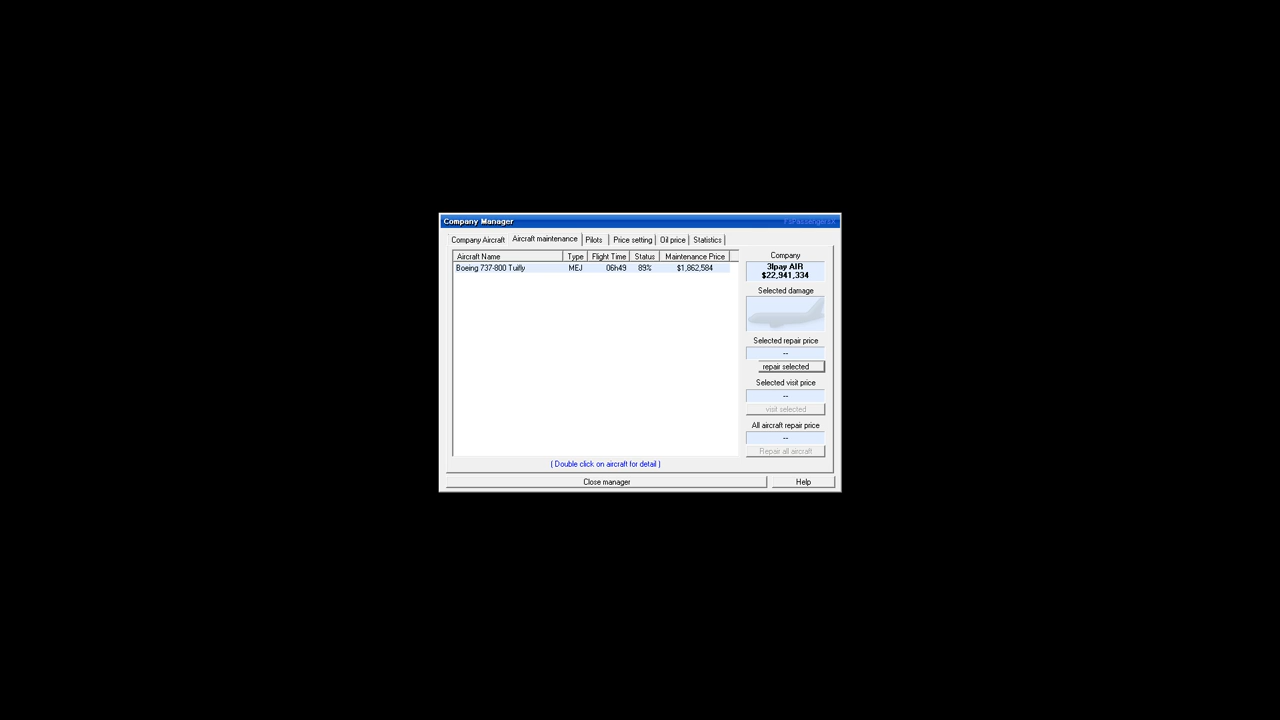 Company Manager
Company Aircraft Aircraft maintenance Pilots Price setting Oil price Statistics
Aircraft Name Type Flight Time Status Maintenance Price
Boeing 737-800 Tuifly MEJ 06h49 89% $1,862,584
Company
3lpay AIR
$22,941,334
Selected damage
Selected repair price
--
repair selected
Selected visit price
--
visit selected
All aircraft repair price
--
Repair all aircraft
( Double click on aircraft for detail )
Close manager Help